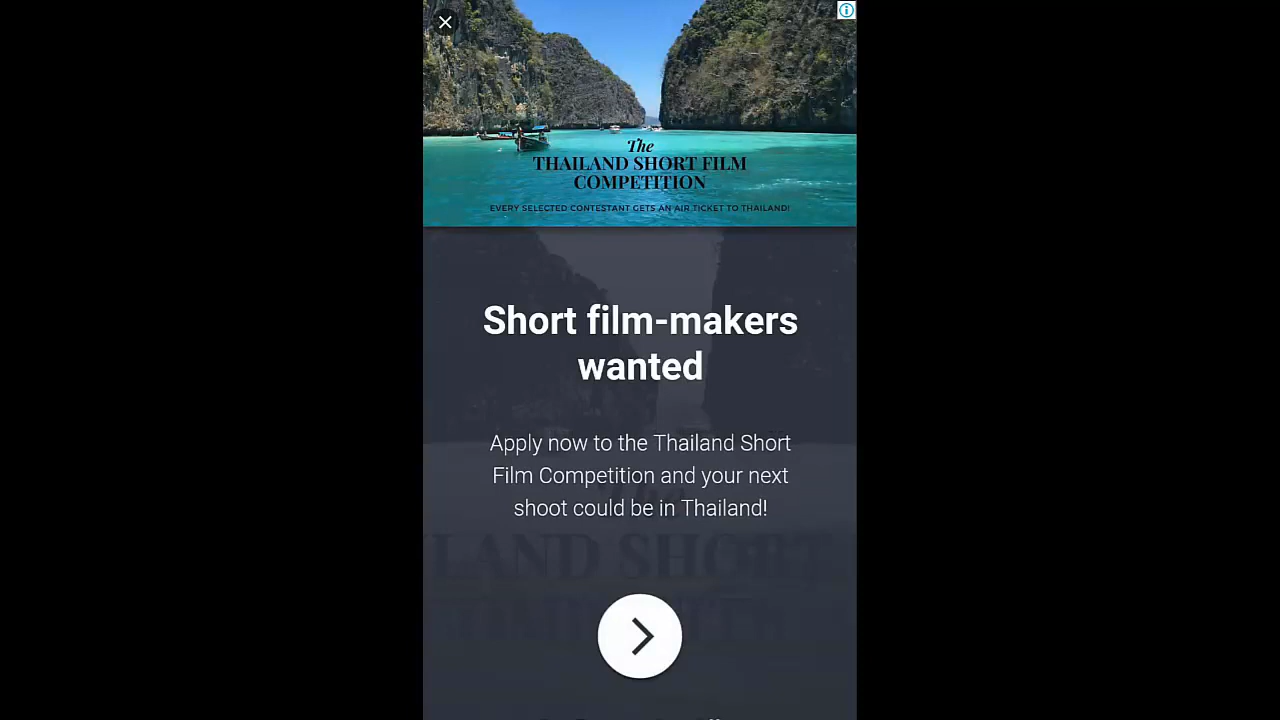 The
THAILAND SHORT FILM
COMPETITION
EVERY SELECTED CONTESTANT GETS AN AIR TICKET TO THAILAND!
Short film-makers
wanted
Apply now to the Thailand Short
Film Competition and your next
shoot could be in Thailand!